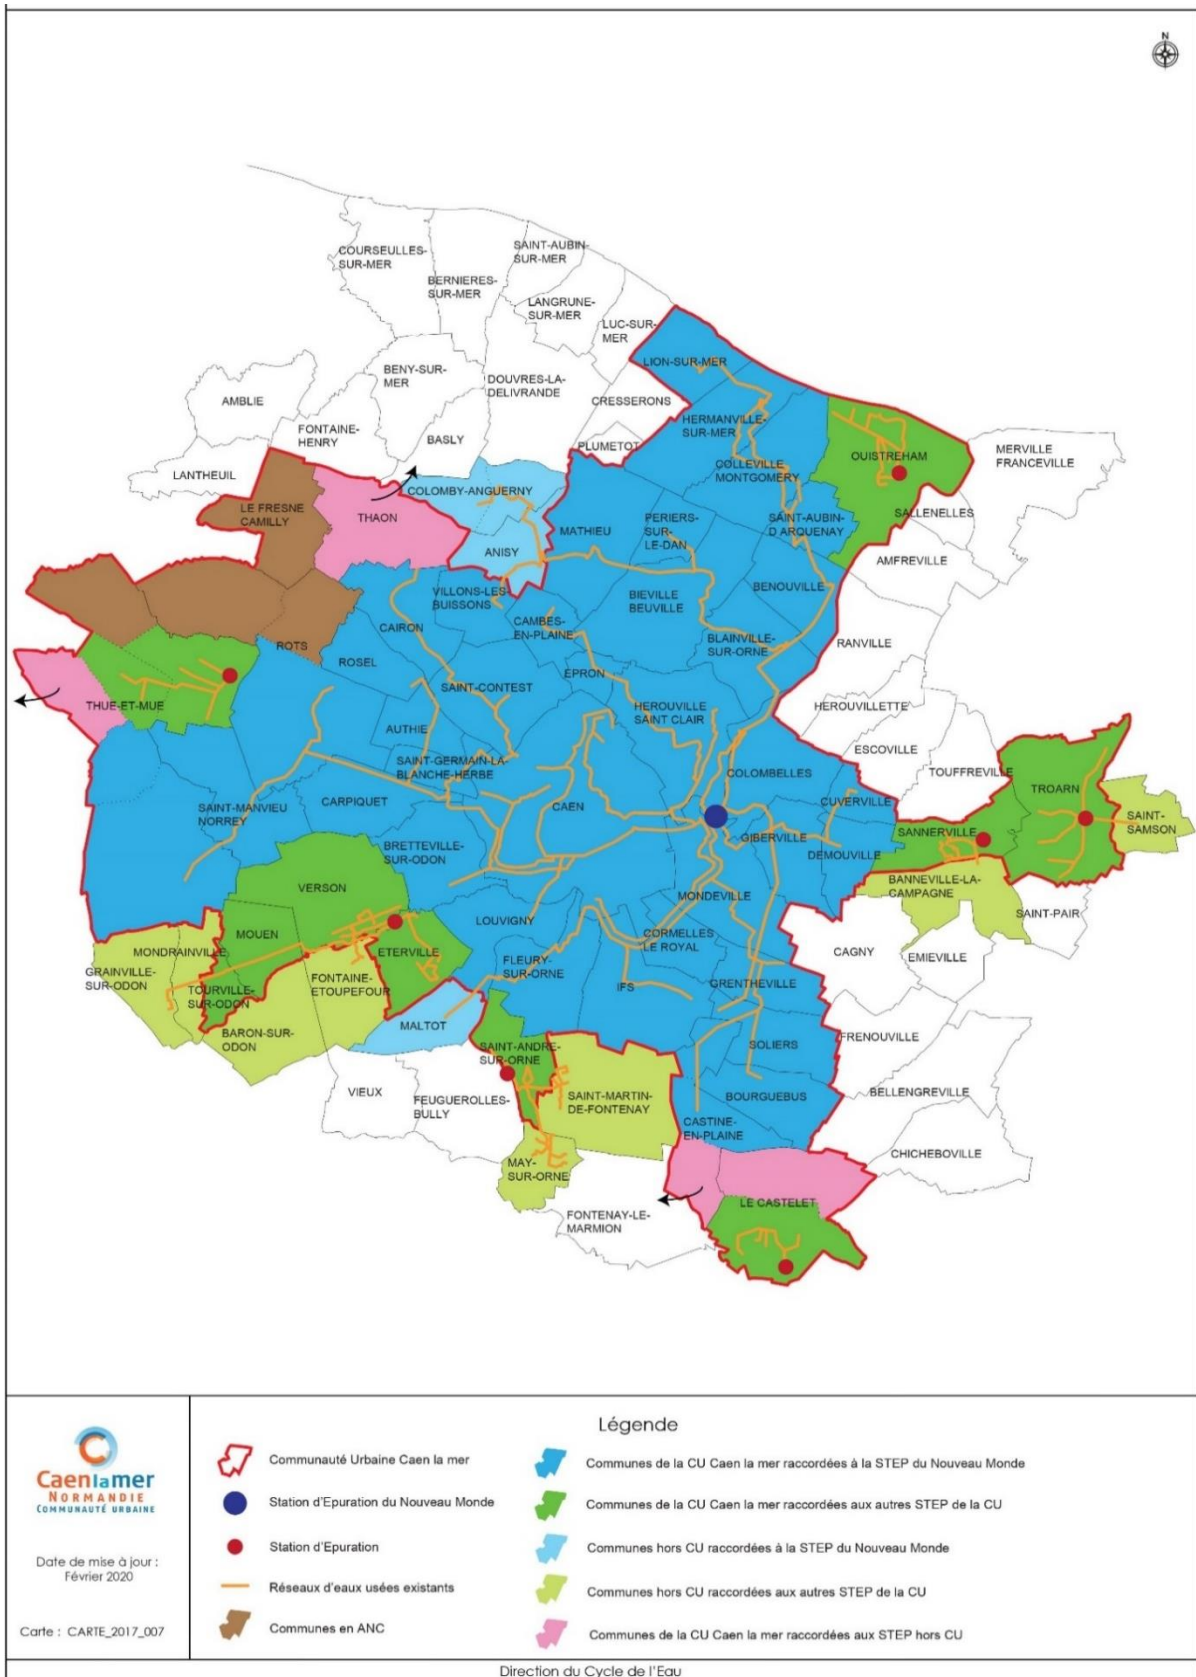 N
COURSEULLES-
SUR-MER
BERNIERES-
SUR-MER
SAINT-AUBIN-
SUR-MER
LANGRUNE-
SUR-MER
LUC-SUR-
MER
LION-SUR-MER
BENY-SUR-
MER
DOUVRES-LA-
DELIVRANDE
CRESSERONS
AMBLIE
FONTAINE-
HENRY
BASLY
PLUMETOT
HERMANVILLE-
SUR-MER
LANTHEUIL
COLLEVILLE
MONTGOMERY
OUISTREHAM
MERVILLE
FRANCEVILLE
COLOMBY-ANGUERNY
LE FRESNE
CAMILLY
THAON
MATHIEU
PERIERS-
SUR-
LE-DAN
SAINT-AUBIN-
D ARQUENAY
SALLENELLES
ANISY
AMFREVILLE
VILLONS-LES-
BUISSONS
BIEVILLE
BEUVILLE
BENOUVILLE
CAIRON
CAMBES-
EN-PLAINE
BLAINVILLE-
SUR-ORNE
RANVILLE
ROTS
ROSEL
EPRON
SAINT-CONTEST
THUE-ET-MUE
HEROUVILLE
SAINT CLAIR
HEROUVILLETTE
AUTHIE
ESCOVILLE
SAINT-GERMAIN-LA-
BLANCHE-HERBE
COLOMBELLES
TOUFFREVILLE
TROARN
SAINT-MANVIEU
NORREY
CARPIQUET
CAEN
CUVERVILLE
SAINT-
SAMSON
GIBERVILLE
SANNERVILLE
BRETTEVILLE-
SUR-ODON
DEMOUVILLE
VERSON
BANNEVILLE-LA-
CAMPAGNE
MONDEVILLE
SAINT-PAIR
LOUVIGNY
MOUEN
CORMELLES
LE ROYAL
MONDRAINVILLE
ETERVILLE
CAGNY
EMIEVILLE
GRAINVILLE-
SUR-ODON
FLEURY-
SUR-ORNE
FONTAINE-
ETOUPEFOUR
IFS
GRENTHEVILLE
TOURVILLE-
SUR-ODON
BARON-SUR-
ODON
MALTOT
FRENOUVILLE
SAINT-ANDRE-
SUR-ORNE
SOLIERS
VIEUX
FEUGUEROLLES-
BULLY
SAINT-MARTIN-
DE-FONTENAY
BOURGUEBUS
BELLENGREVILLE
CASTINE-
EN-PLAINE
CHICHEBOVILLE
MAY-
SUR-ORNE
LE CASTELET
FONTENAY-LE-
MARMION
Caenlamer
NORMANDIE
COMMUNAUTÉ URBAINE
Date de mise à jour :
Février 2020
Carte : CARTE_2017_007
Légende
Communauté Urbaine Caen la mer
Station d'Epuration du Nouveau Monde
Station d'Epuration
Réseaux d'eaux usées existants
Communes en ANC
Communes de la CU Caen la mer raccordées à la STEP du Nouveau Monde
Communes de la CU Caen la mer raccordées aux autres STEP de la CU
Communes hors CU raccordées à la STEP du Nouveau Monde
Communes hors CU raccordées aux autres STEP de la CU
Communes de la CU Caen la mer raccordées aux STEP hors CU
Direction du Cycle de l'Eau